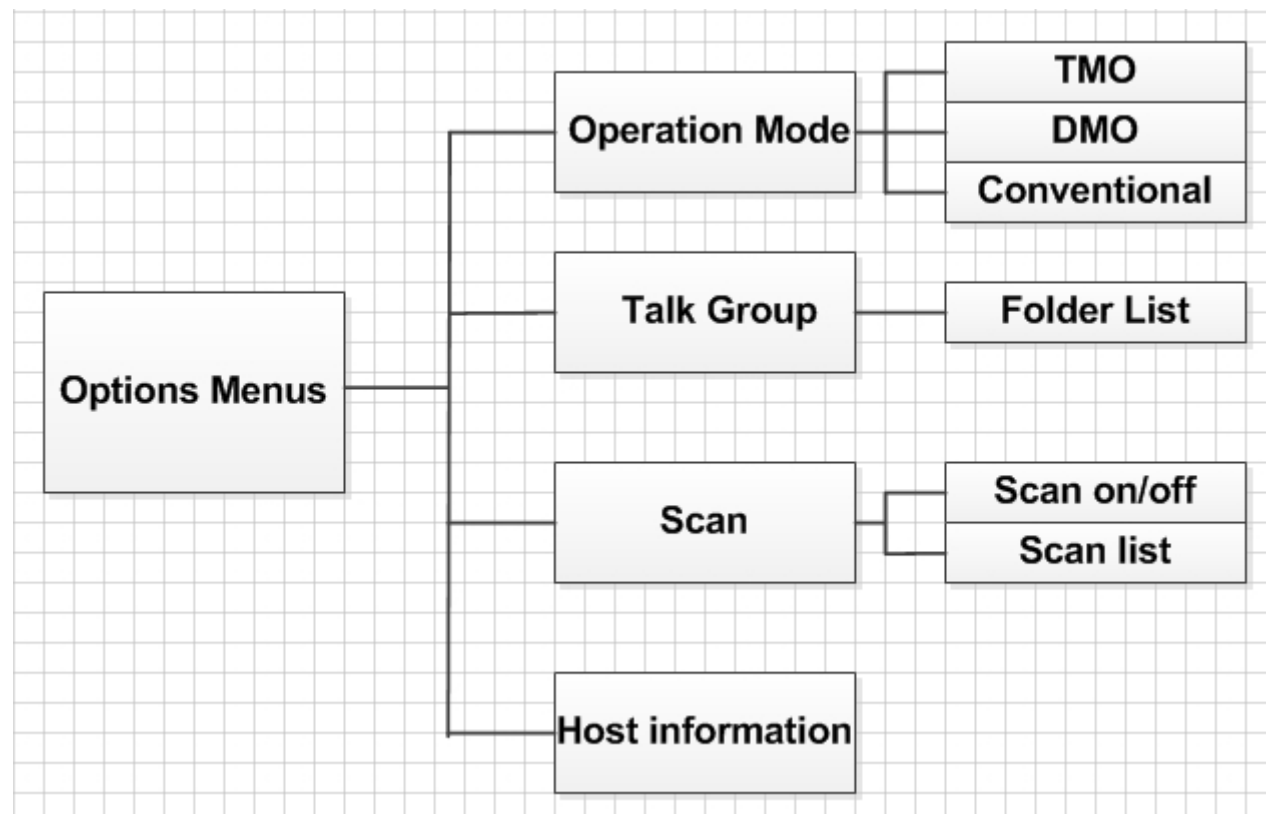 Options Menus
Operation Mode
TMO
DMO
Conventional
Talk Group
Folder List
Scan
Scan on/off
Scan list
Host information